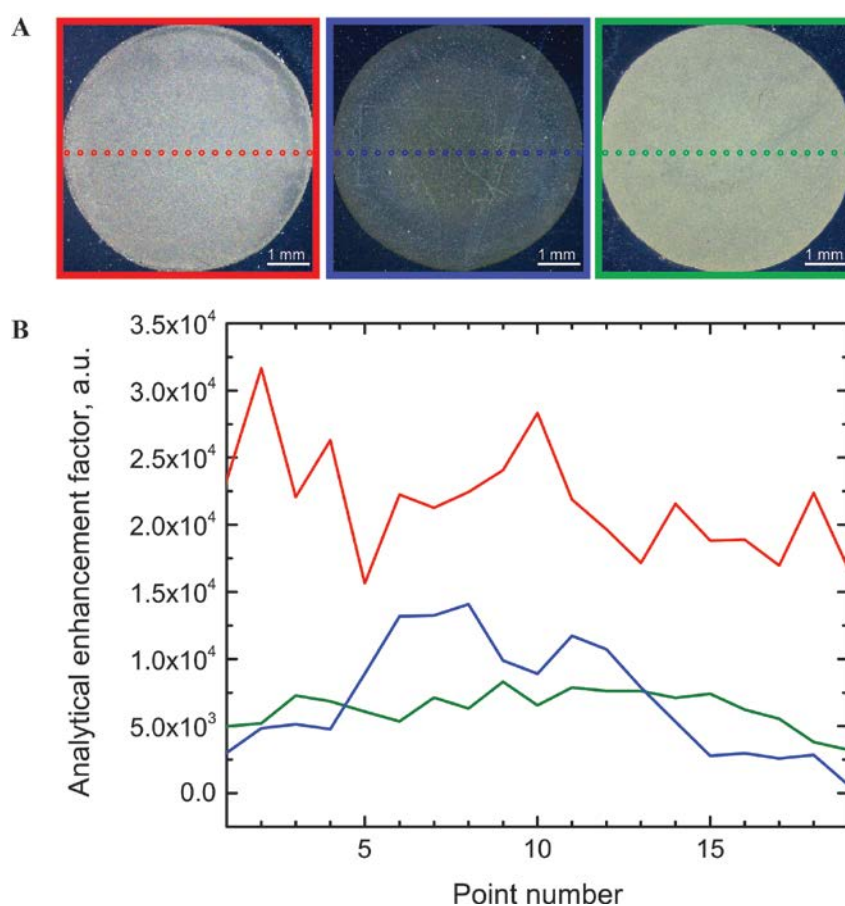 A
1 mm 1 mm 1 mm
B
Analytical enhancement factor, a.u.
3.5x10⁴
3.0x10⁴
2.5x10⁴
2.0x10⁴
1.5x10⁴
1.0x10⁴
5.0x10³
0.0
5 10 15
Point number